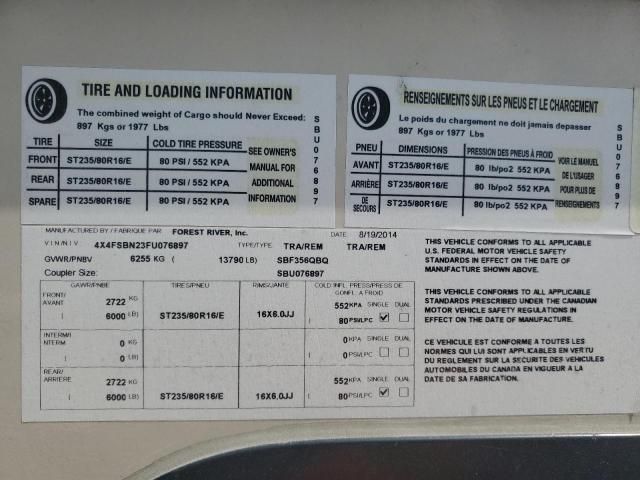 TIRE AND LOADING INFORMATION
The combined weight of Cargo should Never Exceed:
897 Kgs or 1977 Lbs
TIRE SIZE COLD TIRE PRESSURE
FRONT ST235/80R16/E 80 PSI / 552 KPA
REAR ST235/80R16/E 80 PSI / 552 KPA
SPARE ST235/80R16/E 80 PSI / 552 KPA
SEE OWNER'S
MANUAL FOR
ADDITIONAL
INFORMATION
SBU076897
RENSEIGNEMENTS SUR LES PNEUS ET LE CHARGEMENT
Le poids du chargement ne doit jamais depasser
897 Kgs or 1977 Lbs
PNEU DIMENSIONS PRESSION DES PNEUS À FROID
AVANT ST235/80R16/E 80 lb/po2 552 KPA
ARRIÈRE ST235/80R16/E 80 lb/po2 552 KPA
DE SECOURS ST235/80R16/E 80 lb/po2 552 KPA
VOIR LE MANUEL
DE L'USAGER
POUR PLUS DE
RENSEIGNEMENTS
SBU076897
MANUFACTURED BY / FABRIQUE PAR FOREST RIVER, Inc. DATE 8/19/2014
V I N / N I V. 4X4FSBN23FU076897 TYPE/TYPE: TRA/REM TRA/REM
GVWR/PNBV 6255 KG ( 13790 LB) SBF356QBQ
Coupler Size SBU076897
GAWR/PNBE TIRES/PNEU RIMS/JANTE COLD INFL PRESS/PRESS DE
GONFL A FROID
FRONT/
AVANT 2722 KG 552 KPA SINGLE DUAL
( 6000 LB) ST235/80R16/E 16X6.0JJ ( 80 PSI/LPC
INTERM/I
NTERM. 0 KG 0 KPA SINGLE DUAL
( 0 LB) ( 0 PSI/LPC
REAR/
ARRIERE 2722 KG 552 KPA SINGLE DUAL
( 6000 LB) ST235/80R16/E 16X6.0JJ ( 80 PSI/LPC
THIS VEHICLE CONFORMS TO ALL APPLICABLE
U.S. FEDERAL MOTOR VEHICLE SAFETY
STANDARDS IN EFFECT ON THE DATE OF
MANUFACTURE SHOWN ABOVE.
THIS VEHICLE CONFORMS TO ALL APPLICABLE
STANDARDS PRESCRIBED UNDER THE CANADIAN
MOTOR VEHICLE SAFETY REGULATIONS IN
EFFECT ON THE DATE OF MANUFACTURE.
CE VEHICULE EST CONFORME A TOUTES LES
NORMES QUI LUI SONT APPLICABLES EN VERTU
DU REGLEMENT SUR LA SECURITE DES VEHICULES
AUTOMOBILES DU CANADA EN VIGUEUR A LA
DATE DE SA FABRICATION.